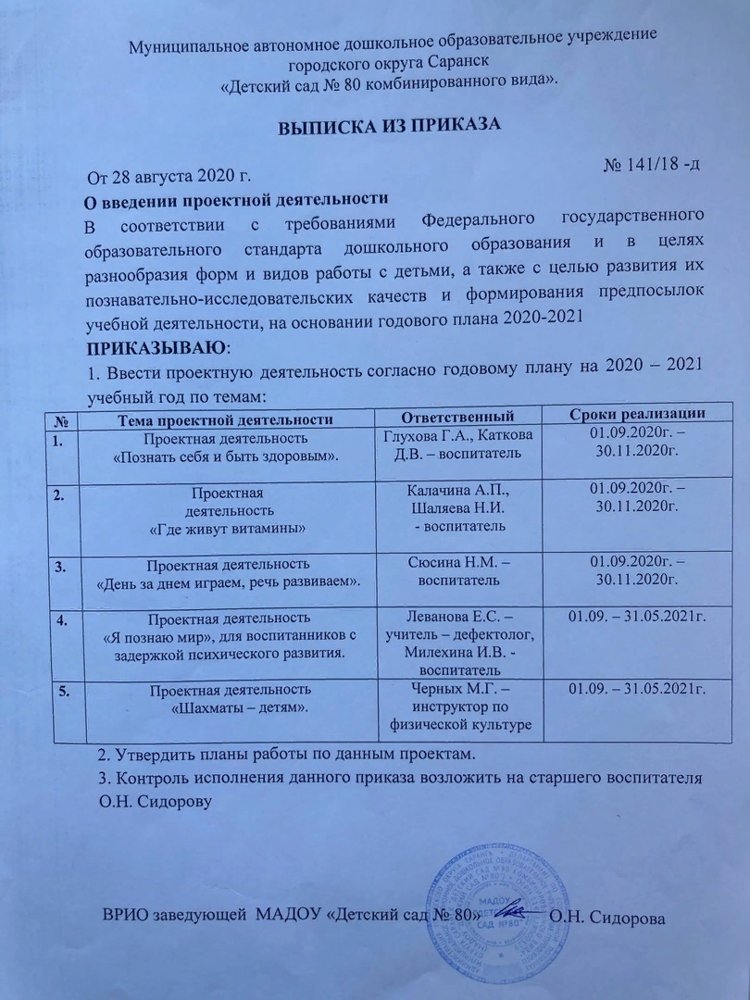 Муниципальное автономное дошкольное образовательное учреждение
городского округа Саранск
«Детский сад № 80 комбинированного вида».
ВЫПИСКА ИЗ ПРИКАЗА
От 28 августа 2020 г. № 141/18 -д
О введении проектной деятельности
В соответствии с требованиями Федерального государственного
образовательного стандарта дошкольного образования и в целях
разнообразия форм и видов работы с детьми, а также с целью развития их
познавательно-исследовательских качеств и формирования предпосылок
учебной деятельности, на основании годового плана 2020-2021
ПРИКАЗЫВАЮ:
1. Ввести проектную деятельность согласно годовому плану на 2020 – 2021
учебный год по темам:
№ Тема проектной деятельности Ответственный Сроки реализации
1. Проектная деятельность Глухова Г.А., Каткова 01.09.2020г. –
«Познать себя и быть здоровым». Д.В. – воспитатель 30.11.2020г.
2. Проектная Калачина А.П., 01.09.2020г. –
деятельность Шаляева Н.И. 30.11.2020г.
«Где живут витамины» - воспитатель
3. Проектная деятельность Сюсина Н.М. – 01.09.2020г. –
«День за днем играем, речь развиваем». воспитатель 30.11.2020г.
4. Проектная деятельность Леванова Е.С. – 01.09. – 31.05.2021г.
«Я познаю мир», для воспитанников с учитель – дефектолог,
задержкой психического развития. Милехина И.В. -
воспитатель
5. Проектная деятельность Черных М.Г. – 01.09. – 31.05.2021г.
«Шахматы – детям». инструктор по
физической культуре
2. Утвердить планы работы по данным проектам.
3. Контроль исполнения данного приказа возложить на старшего воспитателя
О.Н. Сидорову
ВРИО заведующей МАДОУ «Детский сад № 80» О.Н. Сидорова
МАДОУ
САД №80"